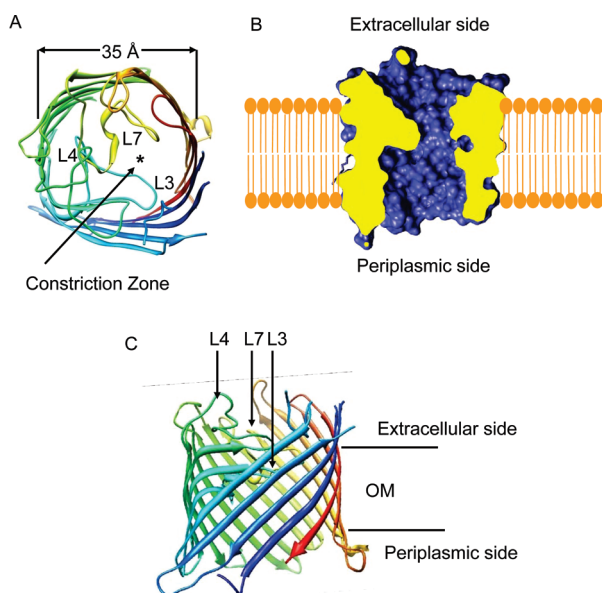 A
35 Å
L7
L4
*
L3
Constriction Zone
B
Extracellular side
Periplasmic side
C
L4 L7 L3
Extracellular side
OM
Periplasmic side